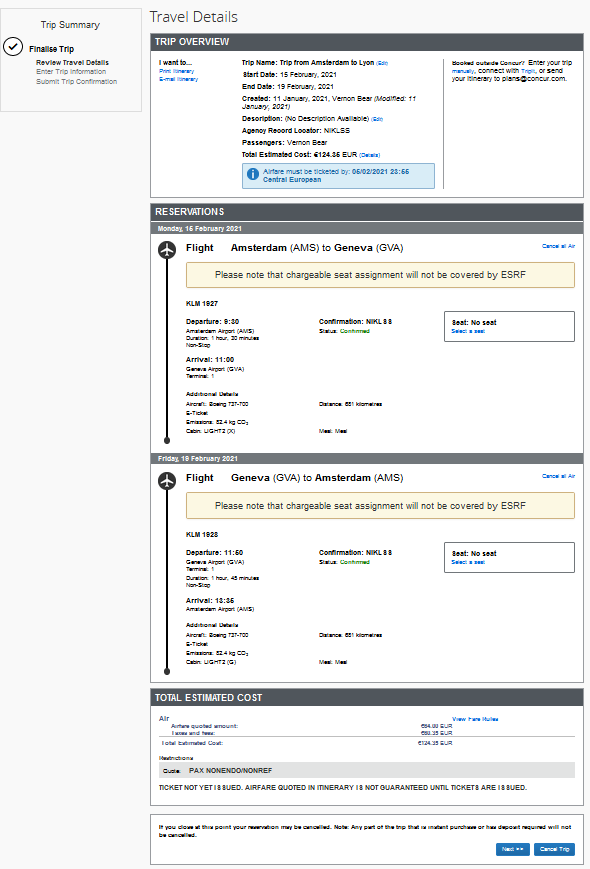 Travel Details
Trip Summary
Finalise Trip
Review Travel Details
Enter Trip Information
Submit Trip Confirmation
TRIP OVERVIEW
I want to...
Print Itinerary
E-mail Itinerary
Trip Name: Trip from Amsterdam to Lyon (Edit)
Start Date: 15 February, 2021
End Date: 19 February, 2021
Created: 11 January, 2021, Vernon Bear (Modified: 11
January, 2021)
Description: (No Description Available) (Edit)
Agency Record Locator: NIKLSS
Passengers: Vernon Bear
Total Estimated Cost: €124.35 EUR (Details)
Airfare must be ticketed by: 05/02/2021 23:55
Central European
Booked outside Concur? Enter your trip
manually, connect with TripIt, or send
your itinerary to plans@concur.com.
RESERVATIONS
Monday, 15 February 2021
Flight Amsterdam (AMS) to Geneva (GVA)
Cancel all Air
Please note that chargeable seat assignment will not be covered by ESRF
KLM 1927
Departure: 9:30
Amsterdam Airport (AMS)
Duration: 1 hour, 30 minutes
Non-Stop
Confirmation: NIKLSS
Status: Confirmed
Seat: No seat
Select a seat
Arrival: 11:00
Geneva Airport (GVA)
Terminal: 1
Additional Details
Aircraft: Boeing 737-700
Distance: 681 kilometres
E-Ticket
Emissions: 82.4 kg CO₂
Cabin: LIGHT2 (X)
Meal: Meal
Friday, 19 February 2021
Flight Geneva (GVA) to Amsterdam (AMS)
Cancel all Air
Please note that chargeable seat assignment will not be covered by ESRF
KLM 1928
Departure: 11:50
Geneva Airport (GVA)
Terminal: 1
Duration: 1 hour, 45 minutes
Non-Stop
Confirmation: NIKLSS
Status: Confirmed
Seat: No seat
Select a seat
Arrival: 13:35
Amsterdam Airport (AMS)
Additional Details
Aircraft: Boeing 737-700
Distance: 681 kilometres
E-Ticket
Emissions: 82.4 kg CO₂
Cabin: LIGHT2 (G)
Meal: Meal
TOTAL ESTIMATED COST
Air
View Fare Rules
Airfare quoted amount: €64.00 EUR
Taxes and fees: €60.35 EUR
Total Estimated Cost: €124.35 EUR
Restrictions
Quote: PAX NONENDO/NONREF
TICKET NOT YET ISSUED. AIRFARE QUOTED IN ITINERARY IS NOT GUARANTEED UNTIL TICKETS ARE ISSUED.
If you close at this point your reservation may be cancelled. Note: Any part of the trip that is instant purchase or has deposit required will not
be cancelled.
Next >>
Cancel Trip